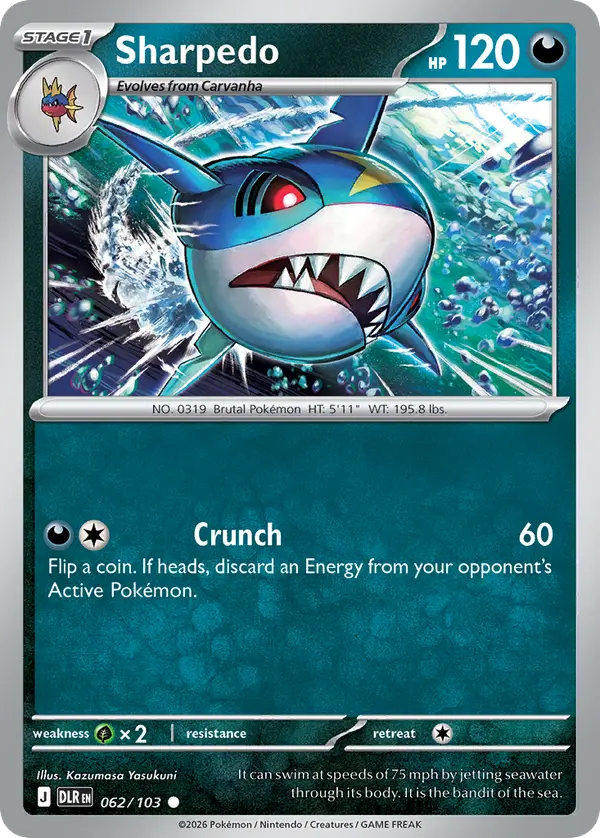 STAGE 1
Sharpedo
HP 120
Evolves from Carvanha
NO. 0319 Brutal Pokémon HT: 5'11" WT: 195.8 lbs.
Crunch 60
Flip a coin. If heads, discard an Energy from your opponent's
Active Pokémon.
weakness ×2 resistance retreat
Illus. Kazumasa Yasukuni
It can swim at speeds of 75 mph by jetting seawater
through its body. It is the bandit of the sea.
J DLR EN 062/103
©2026 Pokémon / Nintendo / Creatures / GAME FREAK